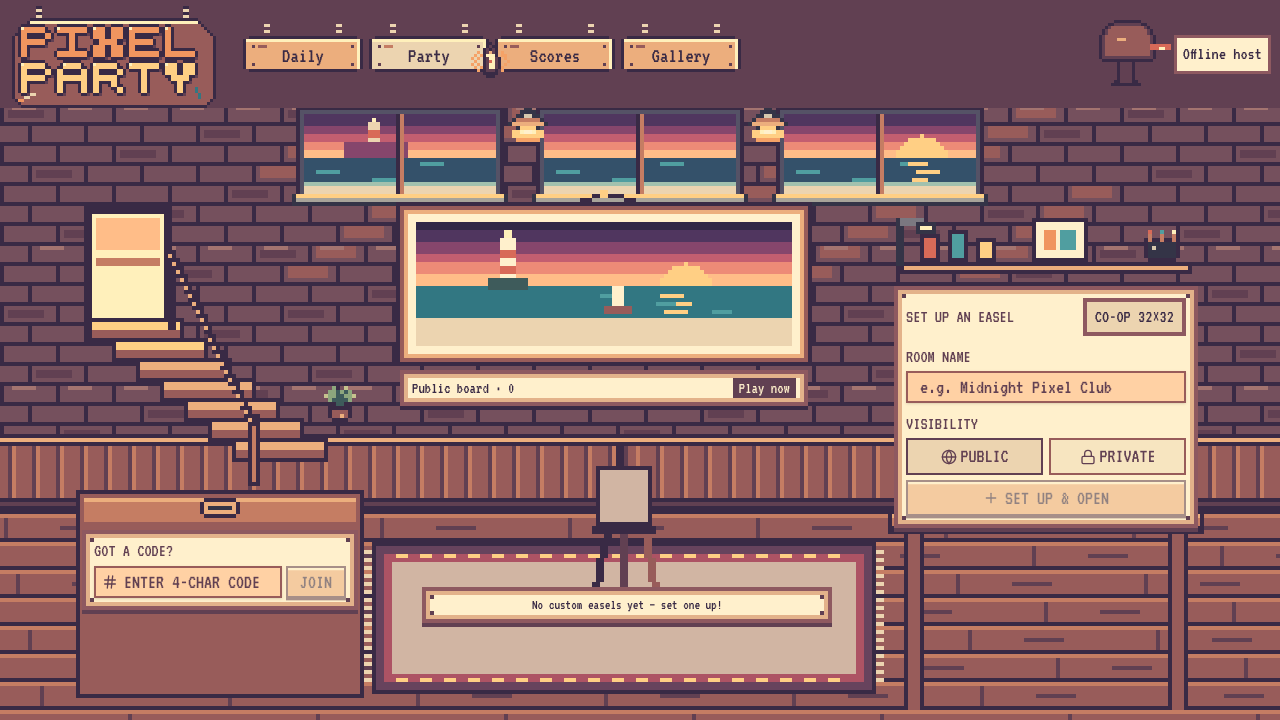 PIXEL
PARTY
Daily
Party
Scores
Gallery
Offline host
Public board · 0
Play now
SET UP AN EASEL
CO-OP 32×32
ROOM NAME
e.g. Midnight Pixel Club
VISIBILITY
PUBLIC
PRIVATE
+ SET UP & OPEN
GOT A CODE?
# ENTER 4-CHAR CODE
JOIN
No custom easels yet — set one up!